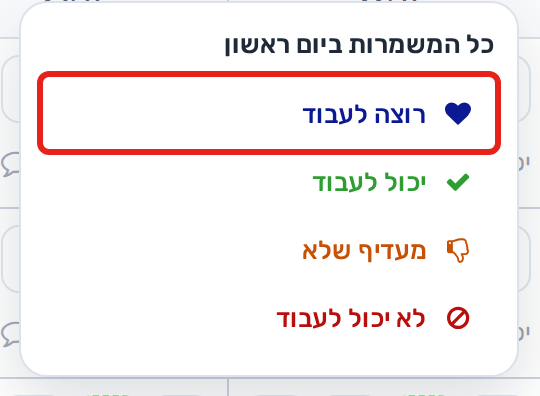 כל המשמרות ביום ראשון
רוצה לעבוד
יכול לעבוד
מעדיף שלא
לא יכול לעבוד